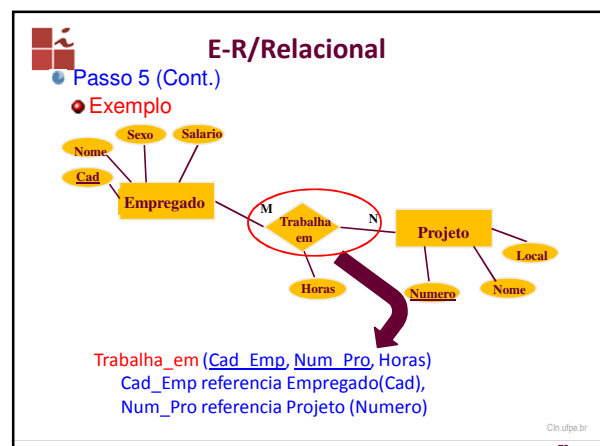 E-R/Relacional
Passo 5 (Cont.)
Exemplo
Sexo
Salario
Nome
Cad
Empregado
M
Trabalha
em
N
Projeto
Local
Horas
Numero
Nome
Trabalha_em (Cad_Emp, Num_Pro, Horas)
Cad_Emp referencia Empregado(Cad),
Num_Pro referencia Projeto (Numero)
CIn.ufpe.br